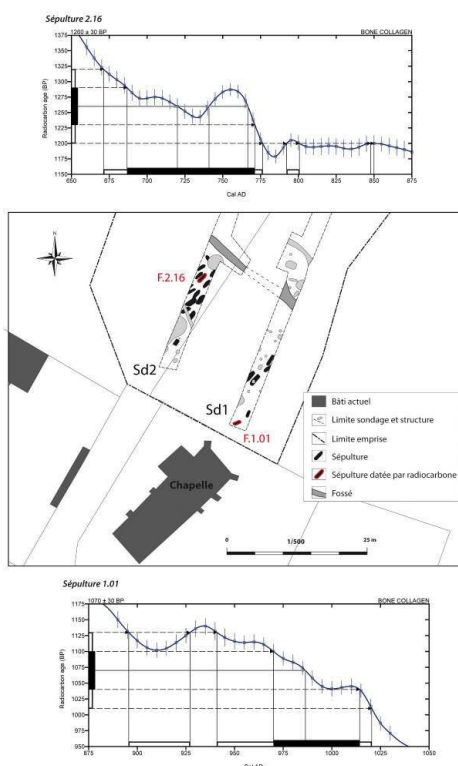 Sépulture 2.16
1260 ± 30 BP BONE COLLAGEN
1375
1350
1325
1300
1275
1250
1225
1200
1175
1150
Radiocarbon age (BP)
650 675 700 725 750 775 800 825 850 875
Cal AD
N
F.2.16
Sd2
Sd1
F.1.01
Chapelle
Bâti actuel
Limite sondage et structure
Limite emprise
Sépulture
Sépulture datée par radiocarbone
Fossé
0 1/500 25 m
Sépulture 1.01
1070 ± 30 BP BONE COLLAGEN
1175
1150
1125
1100
1075
1050
1025
1000
975
950
Radiocarbon age (BP)
875 900 925 950 975 1000 1025 1050
Cal AD